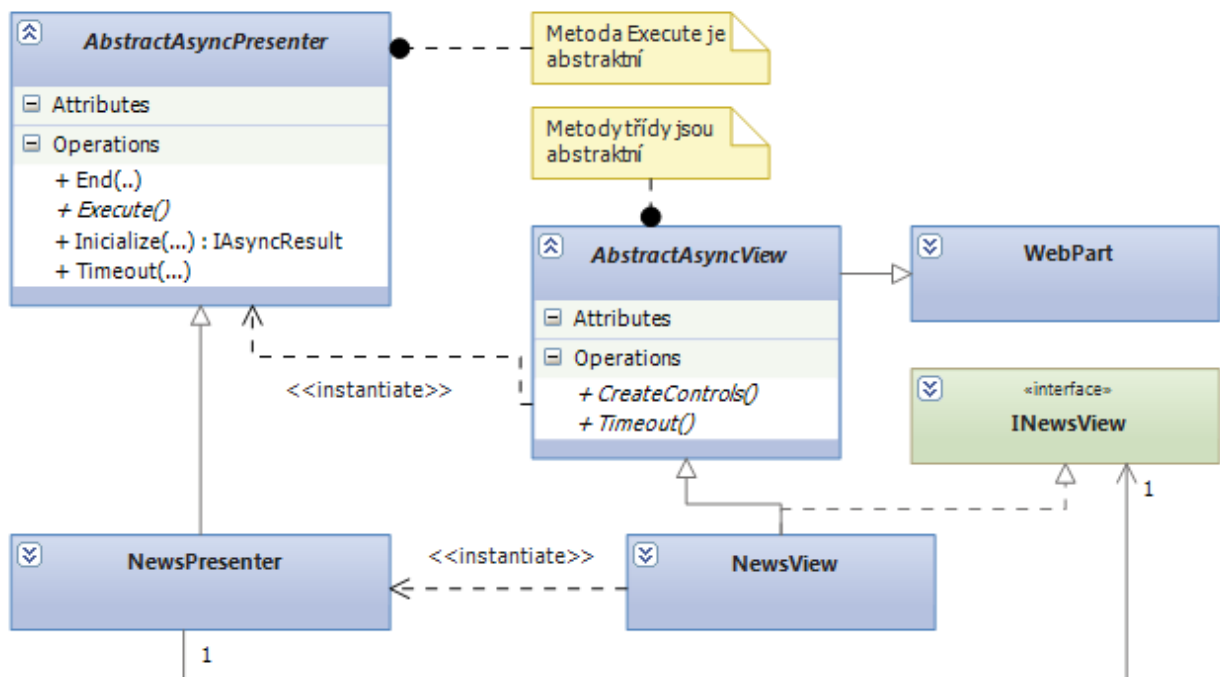 AbstractAsyncPresenter
Attributes
Operations
+ End(..)
+ Execute()
+ Inicialize(...) : IAsyncResult
+ Timeout(...)
Metoda Execute je
abstraktní
Metody třídy jsou
abstraktní
AbstractAsyncView
Attributes
Operations
+ CreateControls()
+ Timeout()
WebPart
«interface»
INewsView
<<instantiate>>
1
NewsPresenter
<<instantiate>>
NewsView
1